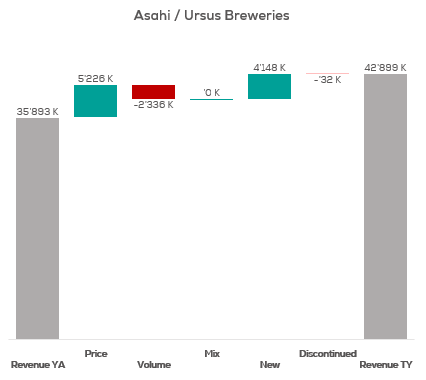 Asahi / Ursus Breweries
35'893 K
5'226 K
-2'336 K
'0 K
4'148 K
-'32 K
42'899 K
Revenue YA
Price
Volume
Mix
New
Discontinued
Revenue TY